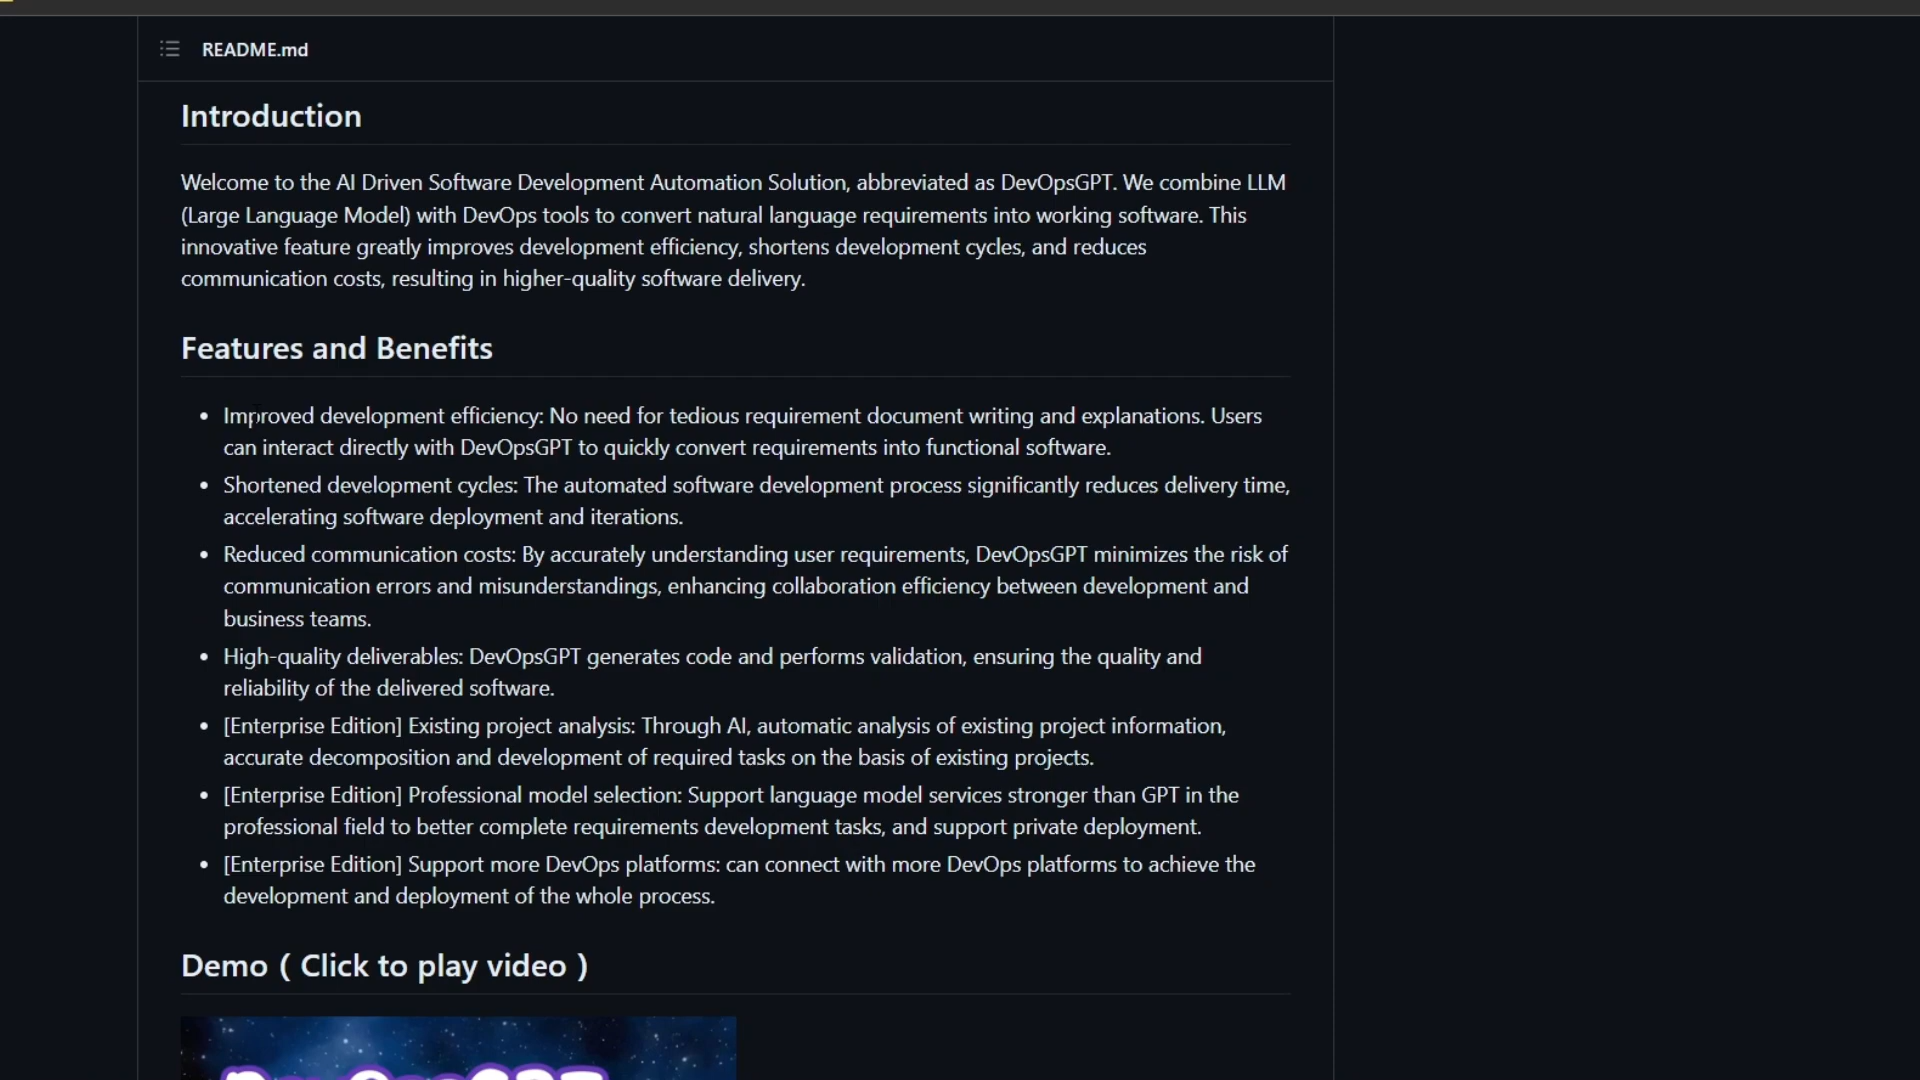 README.md
Introduction
Welcome to the AI Driven Software Development Automation Solution, abbreviated as DevOpsGPT. We combine LLM
(Large Language Model) with DevOps tools to convert natural language requirements into working software. This
innovative feature greatly improves development efficiency, shortens development cycles, and reduces
communication costs, resulting in higher-quality software delivery.
Features and Benefits
• Improved development efficiency: No need for tedious requirement document writing and explanations. Users
can interact directly with DevOpsGPT to quickly convert requirements into functional software.
• Shortened development cycles: The automated software development process significantly reduces delivery time,
accelerating software deployment and iterations.
• Reduced communication costs: By accurately understanding user requirements, DevOpsGPT minimizes the risk of
communication errors and misunderstandings, enhancing collaboration efficiency between development and
business teams.
• High-quality deliverables: DevOpsGPT generates code and performs validation, ensuring the quality and
reliability of the delivered software.
• [Enterprise Edition] Existing project analysis: Through AI, automatic analysis of existing project information,
accurate decomposition and development of required tasks on the basis of existing projects.
• [Enterprise Edition] Professional model selection: Support language model services stronger than GPT in the
professional field to better complete requirements development tasks, and support private deployment.
• [Enterprise Edition] Support more DevOps platforms: can connect with more DevOps platforms to achieve the
development and deployment of the whole process.
Demo ( Click to play video )